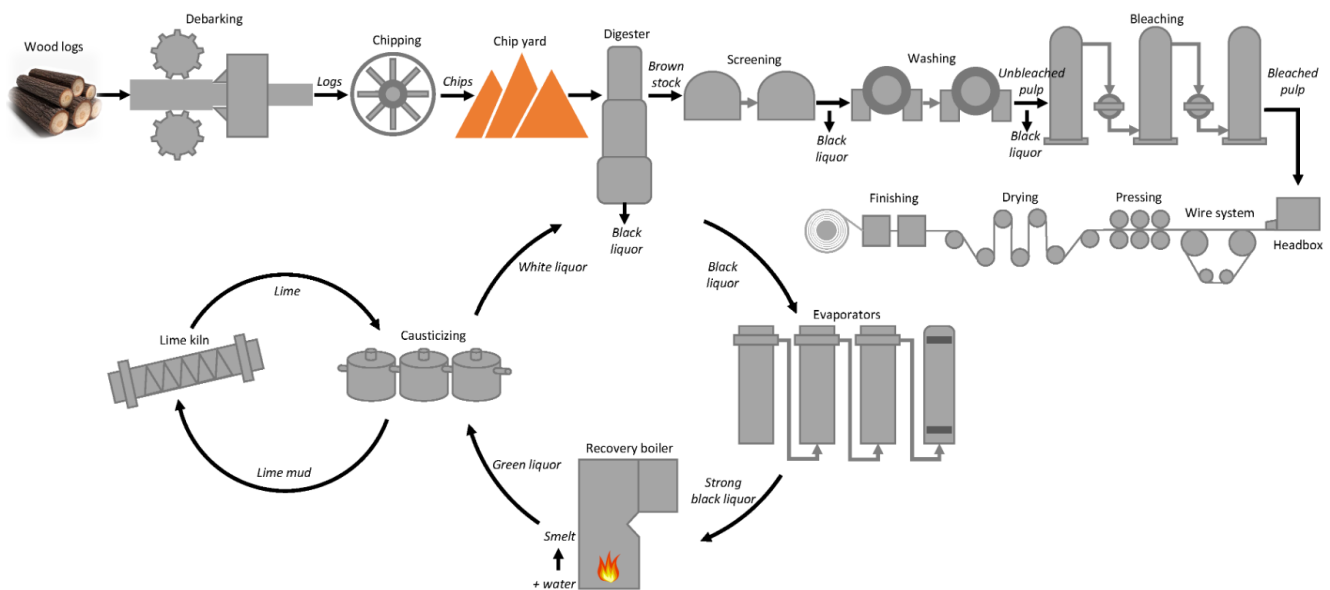 Wood logs
Debarking
Logs
Chipping
Chips
Chip yard
Digester
Brown
stock
Screening
Black
liquor
Washing
Unbleached
pulp
Black
liquor
Bleaching
Bleached
pulp
Headbox
Wire system
Pressing
Drying
Finishing
Black
liquor
White liquor
Black
liquor
Evaporators
Strong
black liquor
Recovery boiler
Smelt
+ water
Green liquor
Causticizing
Lime
Lime kiln
Lime mud